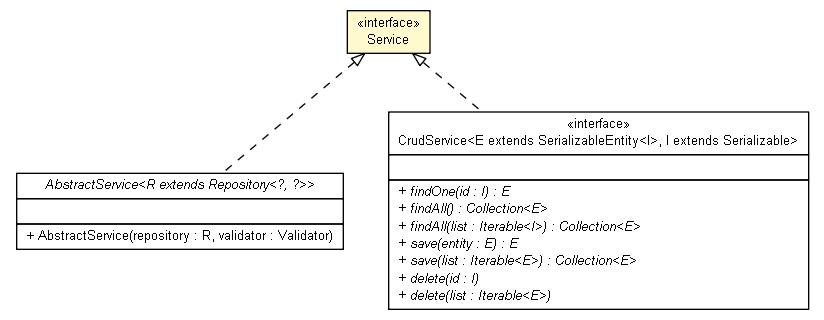 «interface»
Service
«interface»
CrudService<E extends SerializableEntity<I>, I extends Serializable>
AbstractService<R extends Repository<?, ?>>
+ AbstractService(repository : R, validator : Validator)
+ findOne(id : I) : E
+ findAll() : Collection<E>
+ findAll(list : Iterable<I>) : Collection<E>
+ save(entity : E) : E
+ save(list : Iterable<E>) : Collection<E>
+ delete(id : I)
+ delete(list : Iterable<E>)